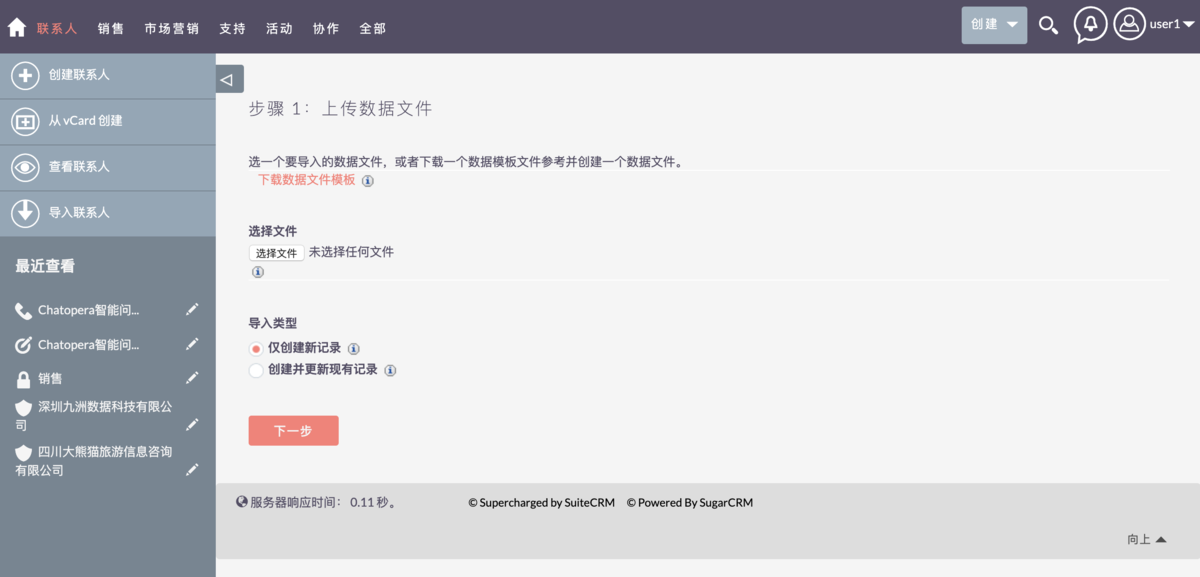 联系人 销售 市场营销 支持 活动 协作 全部 创建 user1
创建联系人
从 vCard 创建
查看联系人
导入联系人
最近查看
Chatopera智能问...
Chatopera智能问...
销售
深圳九洲数据科技有限公
司
四川大熊猫旅游信息咨询
有限公司
步骤 1： 上传数据文件
选一个要导入的数据文件，或者下载一个数据模板文件参考并创建一个数据文件。
下载数据文件模板
选择文件
选择文件 未选择任何文件
导入类型
仅创建新记录
创建并更新现有记录
下一步
服务器响应时间： 0.11 秒。 © Supercharged by SuiteCRM © Powered By SugarCRM
向上